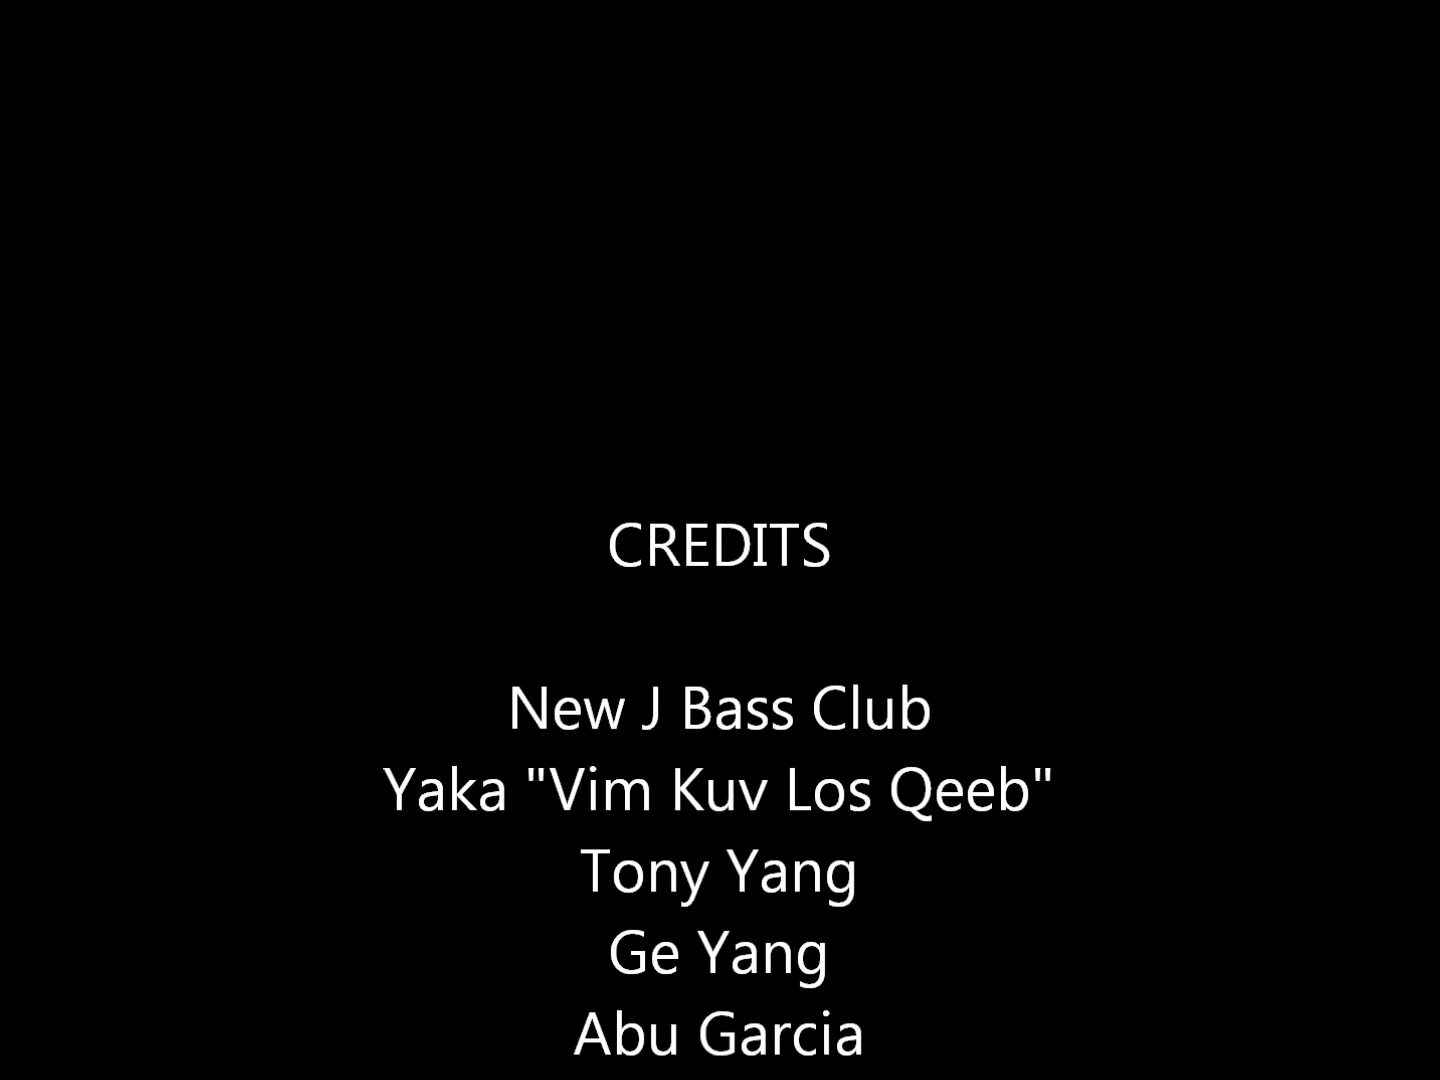 CREDITS
New J Bass Club
Yaka "Vim Kuv Los Qeeb"
Tony Yang
Ge Yang
Abu Garcia